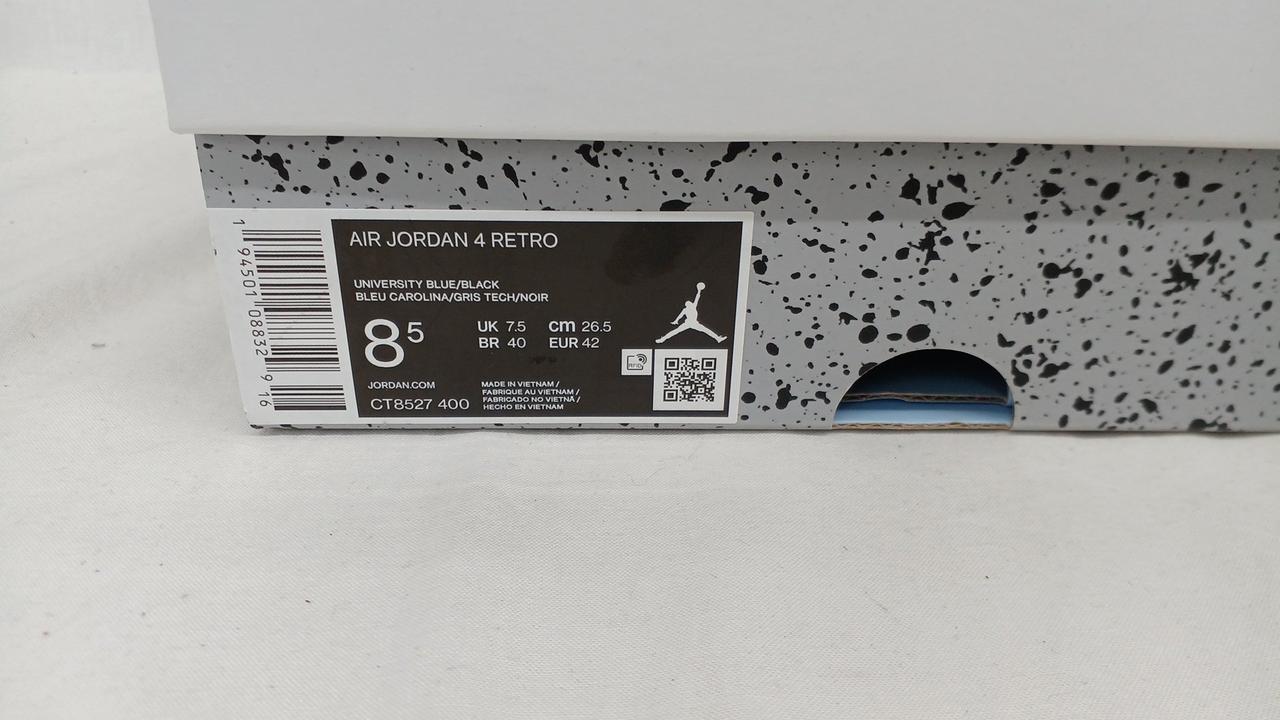 AIR JORDAN 4 RETRO
UNIVERSITY BLUE/BLACK
BLEU CAROLINA/GRIS TECH/NOIR
8 5
UK 7.5 cm 26.5
BR 40 EUR 42
JORDAN.COM
CT8527 400
MADE IN VIETNAM /
FABRIQUE AU VIETNAM /
FABRICADO NO VIETNÃ /
HECHO EN VIETNAM
RFID
1 94501 08832 9 16